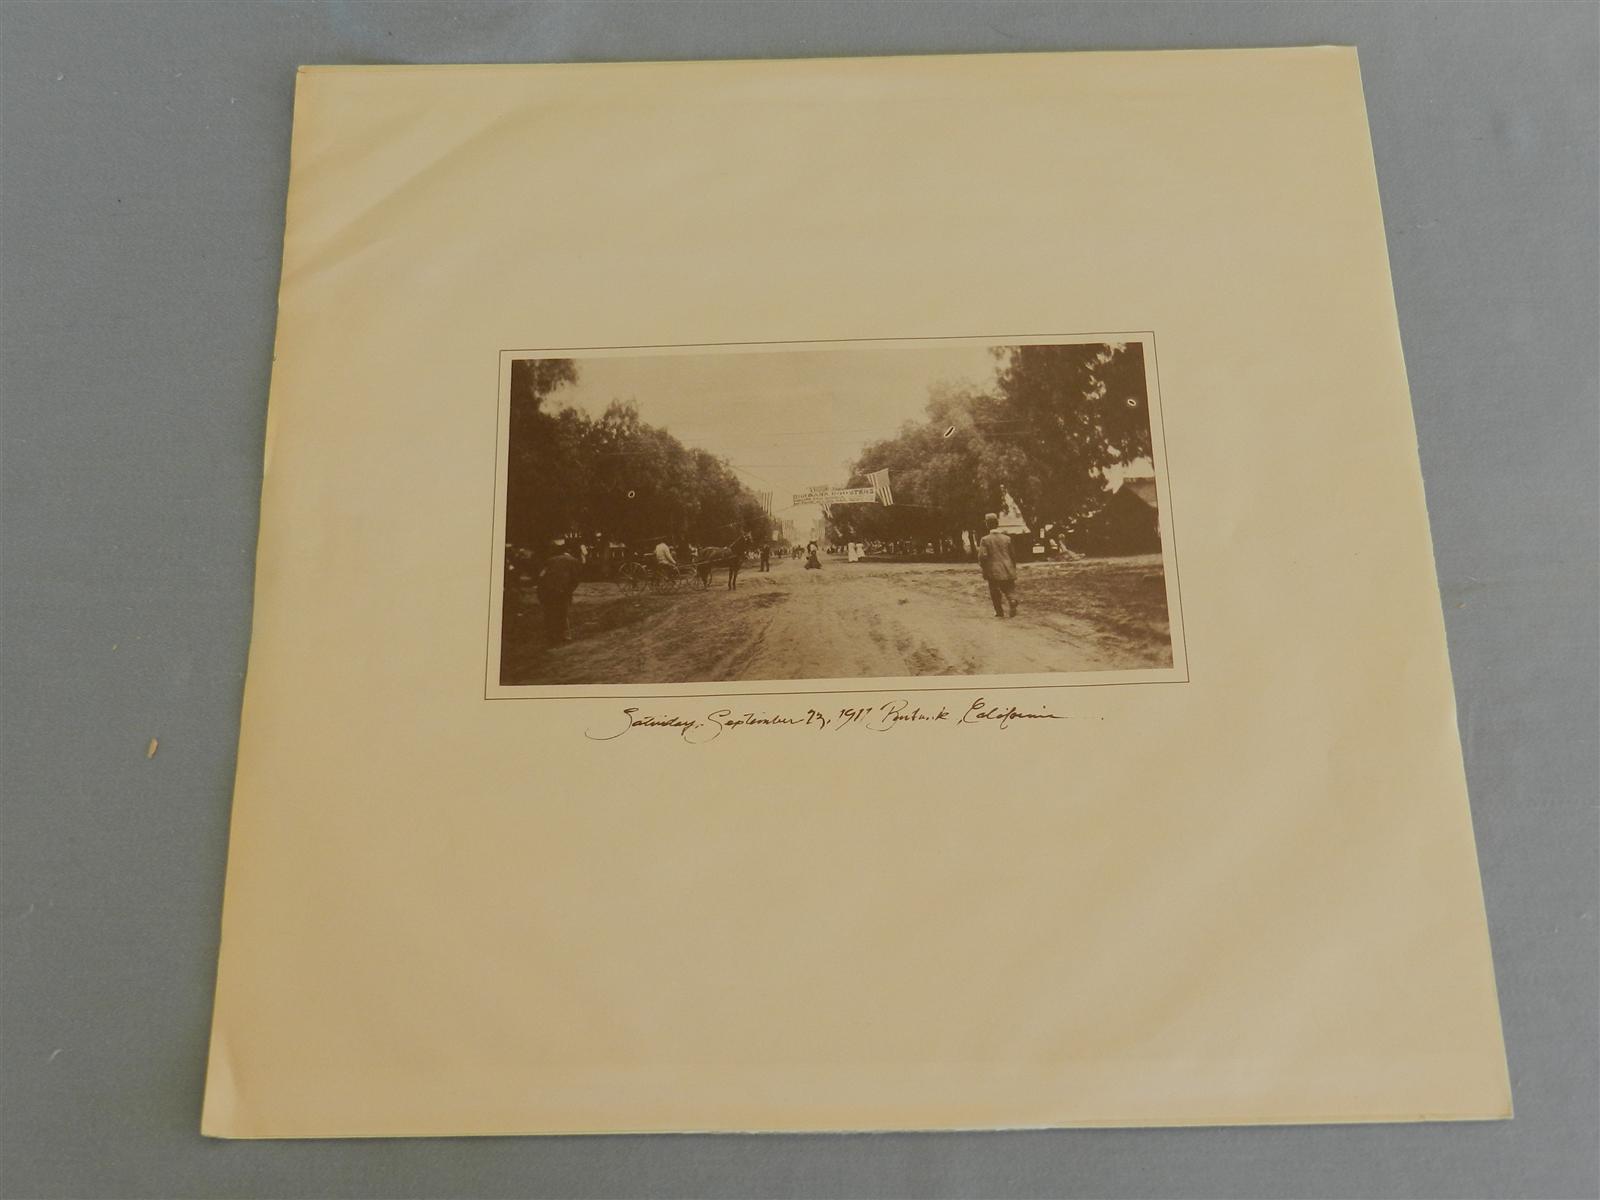 BURBANK BOOSTERS
Saturday, September 23, 1911 Burbank, California